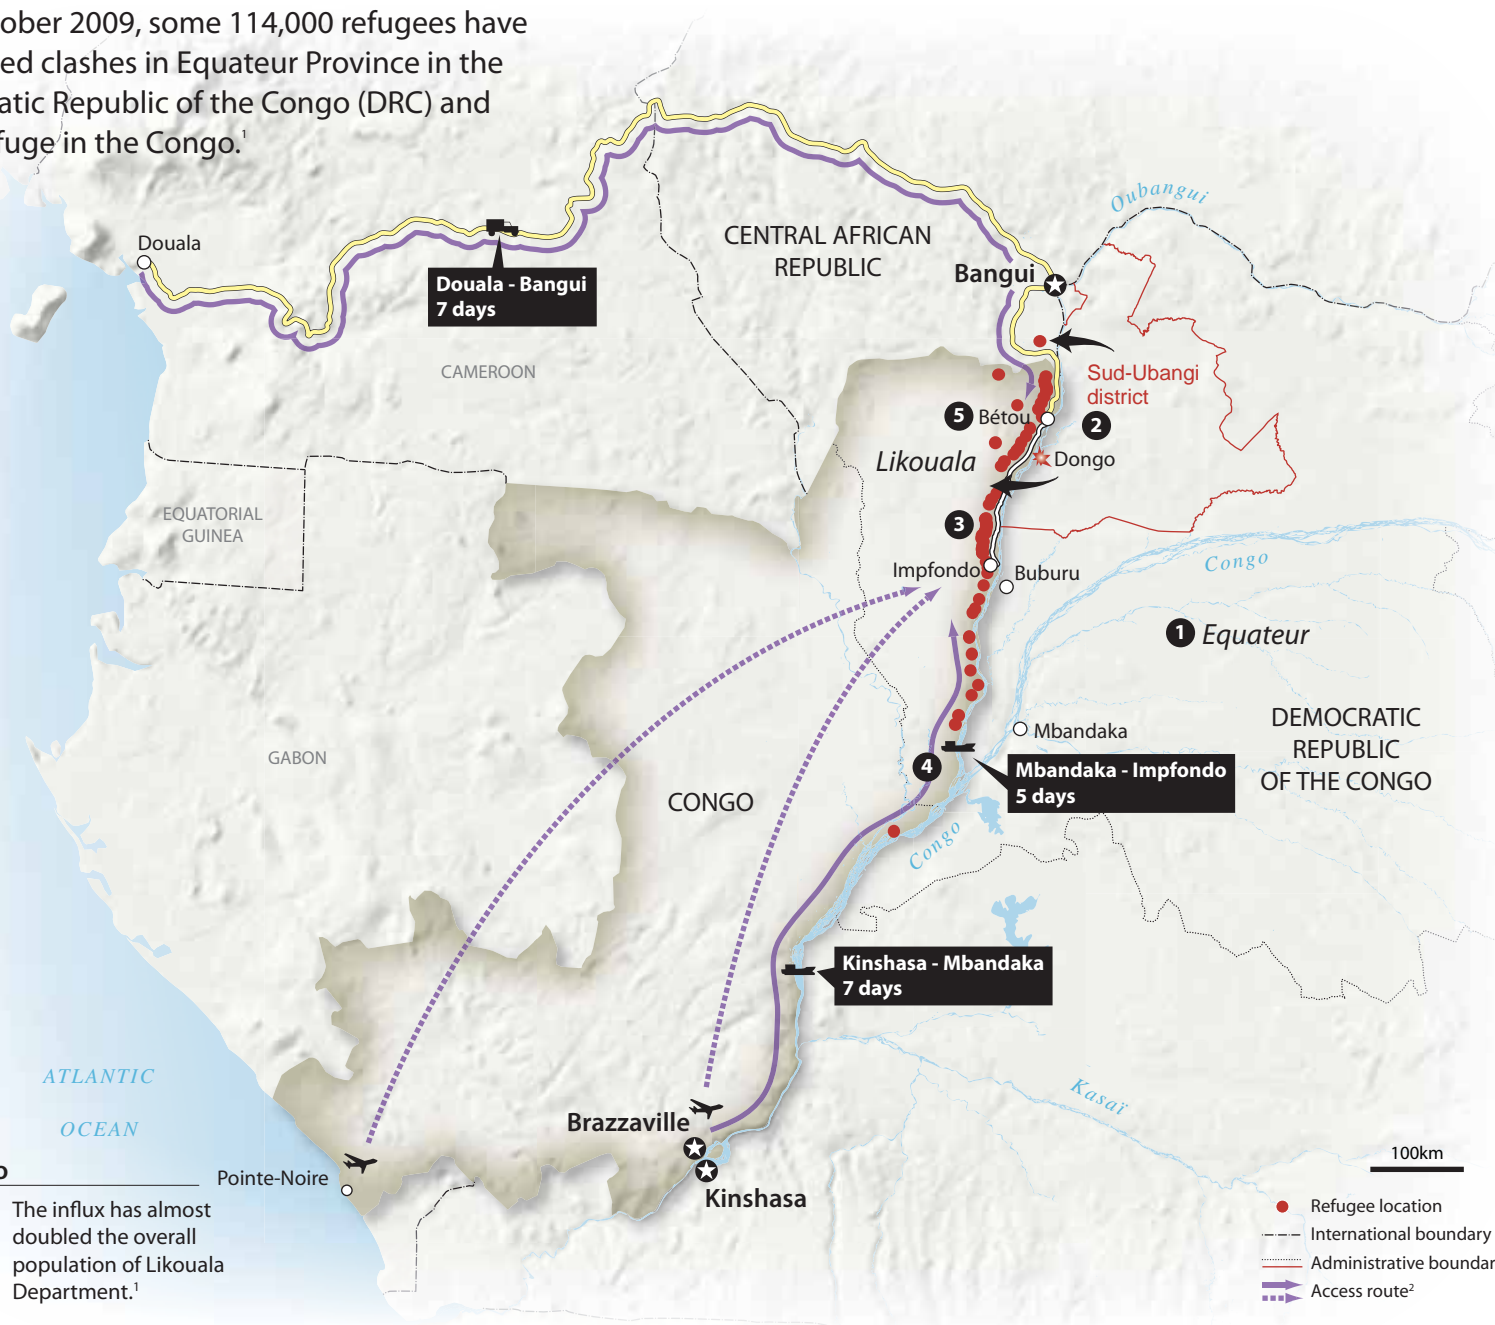 ober 2009, some 114,000 refugees have
ed clashes in Equateur Province in the
atic Republic of the Congo (DRC) and
fuge in the Congo.¹
Oubangui
Douala
CENTRAL AFRICAN
REPUBLIC
Bangui
Douala - Bangui
7 days
CAMEROON
Sud-Ubangi
district
5 Bétou
2
Likouala
Dongo
EQUATORIAL
GUINEA
3
Congo
Impfondo
Buburu
1 Equateur
DEMOCRATIC
REPUBLIC
OF THE CONGO
Mbandaka
GABON
4
Mbandaka - Impfondo
5 days
CONGO
Congo
Kinshasa - Mbandaka
7 days
ATLANTIC
OCEAN
Kasaï
Brazzaville
Pointe-Noire
Kinshasa
The influx has almost
doubled the overall
population of Likouala
Department.¹
100km
Refugee location
International boundary
Administrative boundar
Access route²